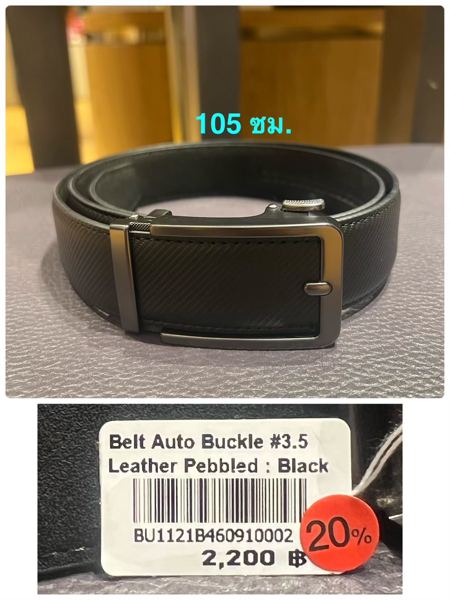 105 ซม.
Belt Auto Buckle #3.5
Leather Pebbled : Black
BU1121B460910002
2,200 ฿
20%